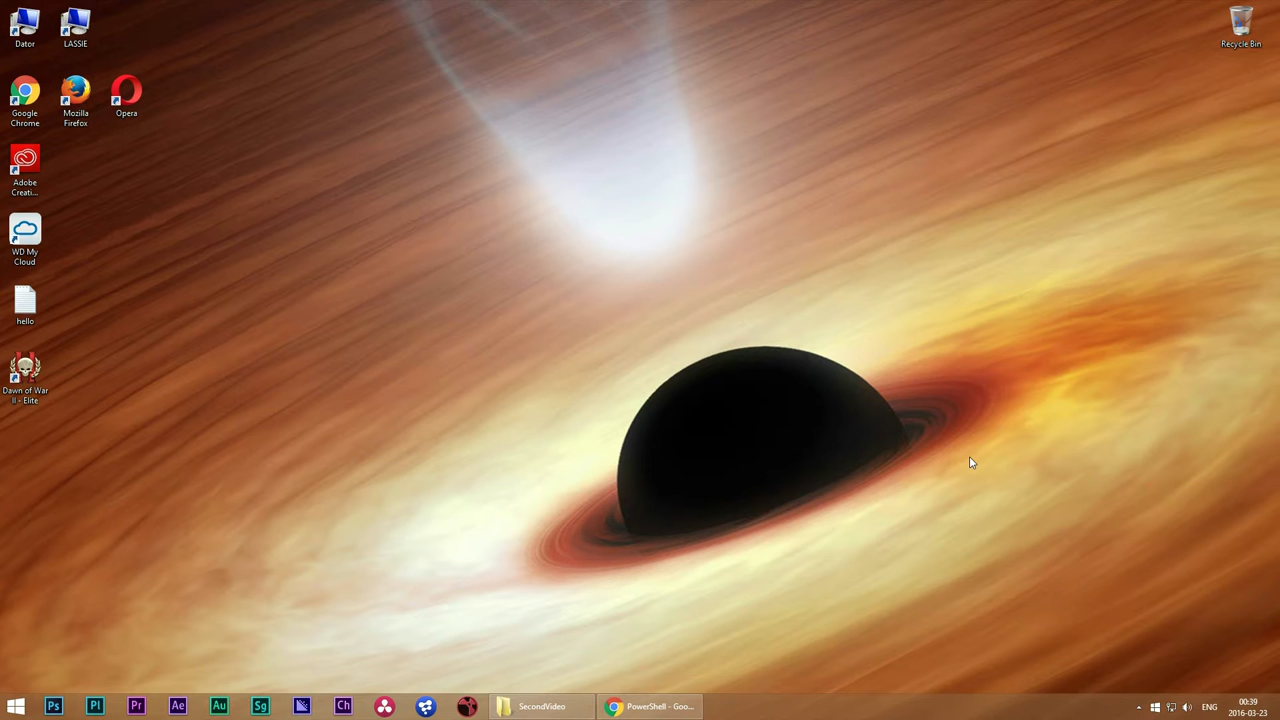 Dator
LASSIE
Recycle Bin
Google
Chrome
Mozilla
Firefox
Opera
Adobe
Creati...
WD My
Cloud
hello
Dawn of War
II - Elite
Ps
Pl
Pr
Ae
Au
Sg
Ch
SecondVideo
PowerShell - Goo...
ENG
00:39
2016-03-23